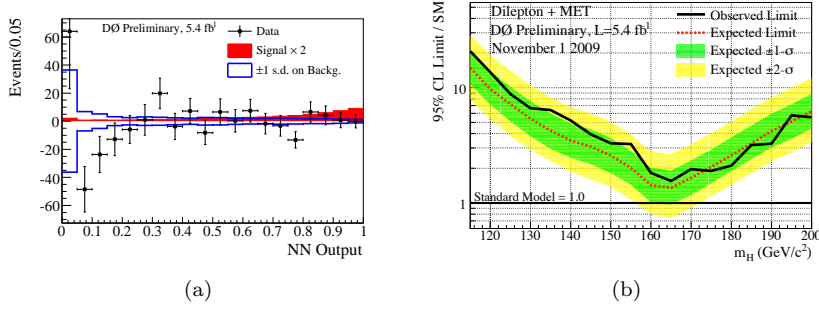 DØ Preliminary, 5.4 fb¹
Data
Signal × 2
±1 s.d. on Backg.
Events/0.05
60
40
20
0
-20
-40
-60
0 0.1 0.2 0.3 0.4 0.5 0.6 0.7 0.8 0.9 1
NN Output
(a)
Dilepton + MET
DØ Preliminary, L=5.4 fb¹
November 1 2009
Observed Limit
Expected Limit
Expected ±1-σ
Expected ±2-σ
95% CL Limit / SM
10
1
Standard Model = 1.0
120 130 140 150 160 170 180 190 200
m_H (GeV/c²)
(b)